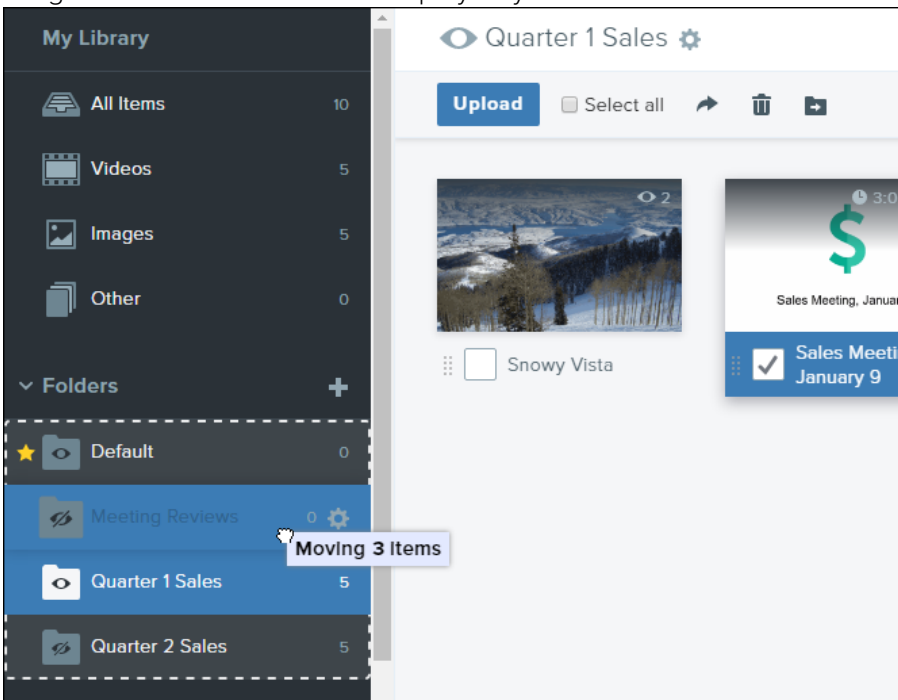 My Library
All Items 10
Videos 5
Images 5
Other 0
Folders
Default 0
Meeting Reviews 0
Quarter 1 Sales 5
Quarter 2 Sales 5
Moving 3 Items
Quarter 1 Sales
Upload Select all
2
Snowy Vista
3:0
Sales Meeting,
Sales
January 9